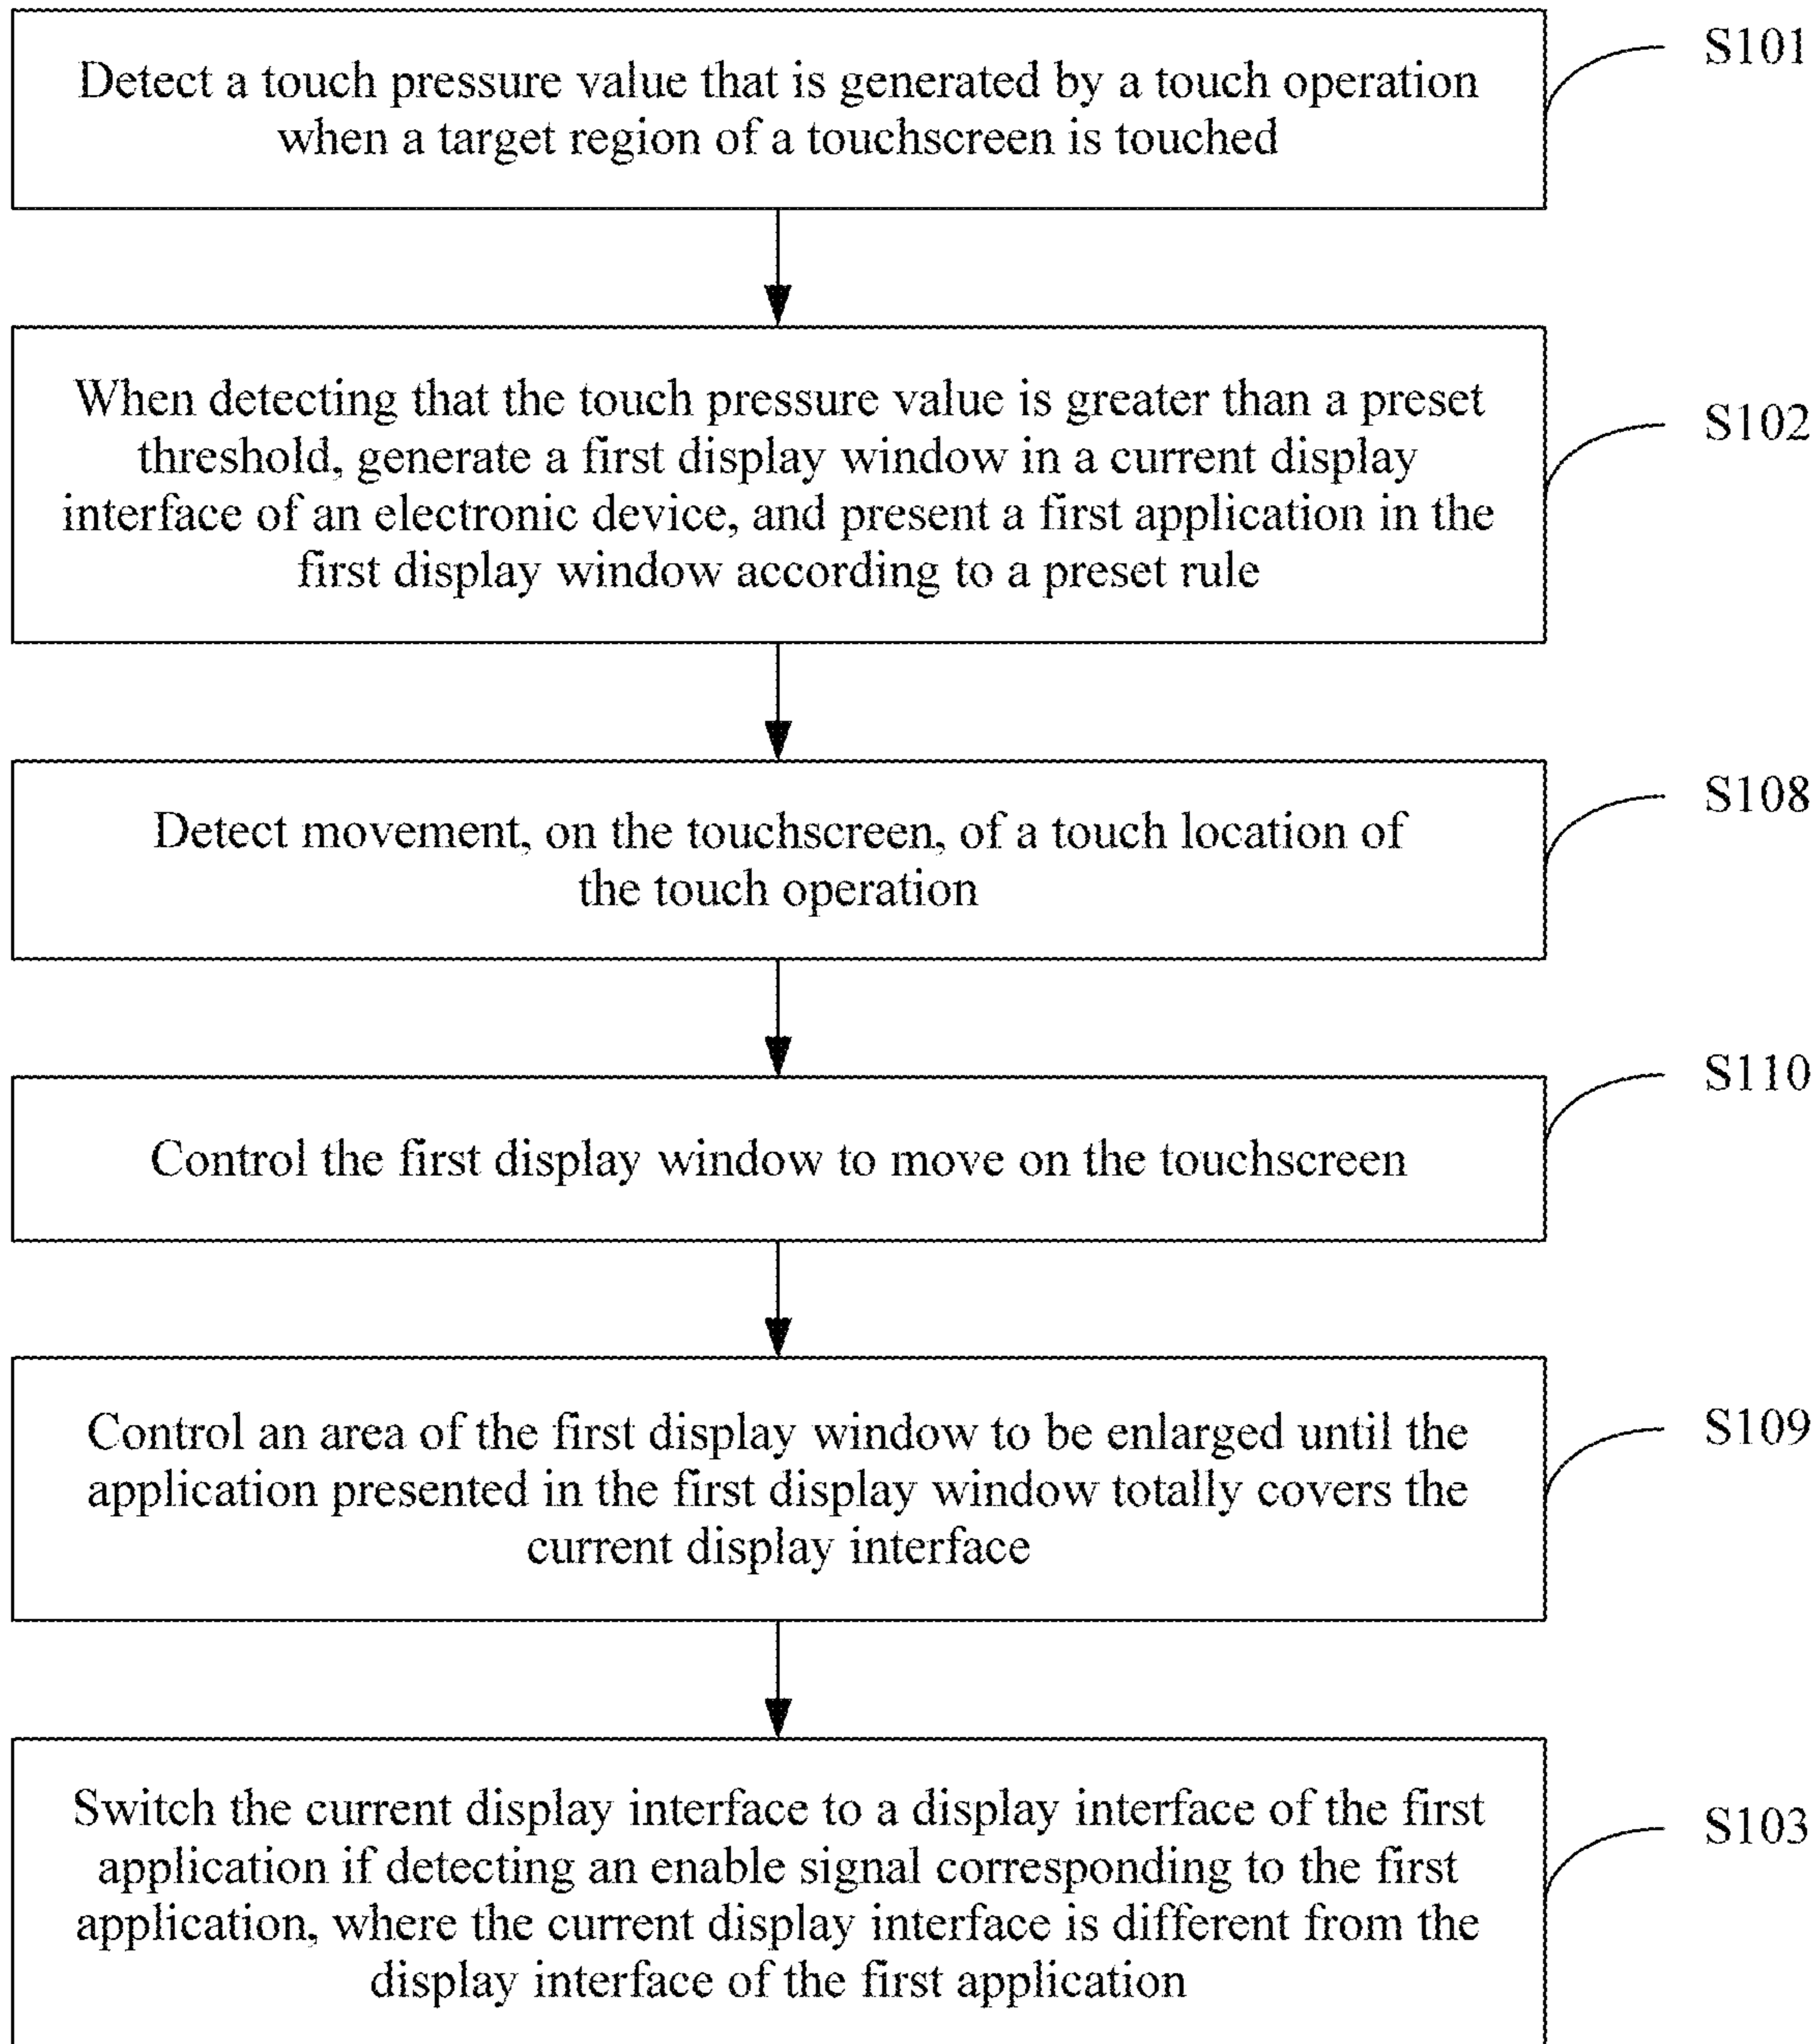 Detect a touch pressure value that is generated by a touch operation
when a target region of a touchscreen is touched
S101
When detecting that the touch pressure value is greater than a preset
threshold, generate a first display window in a current display
interface of an electronic device, and present a first application in the
first display window according to a preset rule
S102
Detect movement, on the touchscreen, of a touch location of
the touch operation
S108
Control the first display window to move on the touchscreen
S110
Control an area of the first display window to be enlarged until the
application presented in the first display window totally covers the
current display interface
S109
Switch the current display interface to a display interface of the first
application if detecting an enable signal corresponding to the first
application, where the current display interface is different from the
display interface of the first application
S103